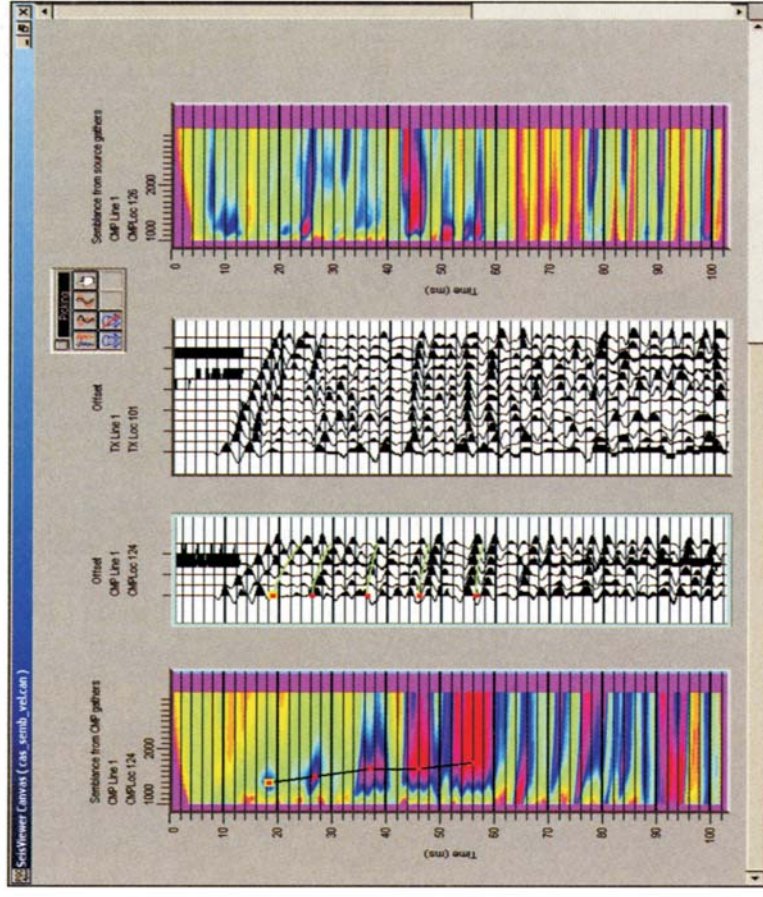 SeisViewer Canvas ( cas_semb_vel.can )
Picking
Semblance from CMP gathers
CMP Line 1
CMPLoc 124
1000 2000
0
10
20
30
40
50
60
70
80
90
100
Time (ms)
Offset
CMP Line 1
CMPLoc 124
Offset
TX Line 1
TX Loc 101
Semblance from source gathers
CMP Line 1
CMPLoc 126
1000 2000
0
10
20
30
40
50
60
70
80
90
100
Time (ms)